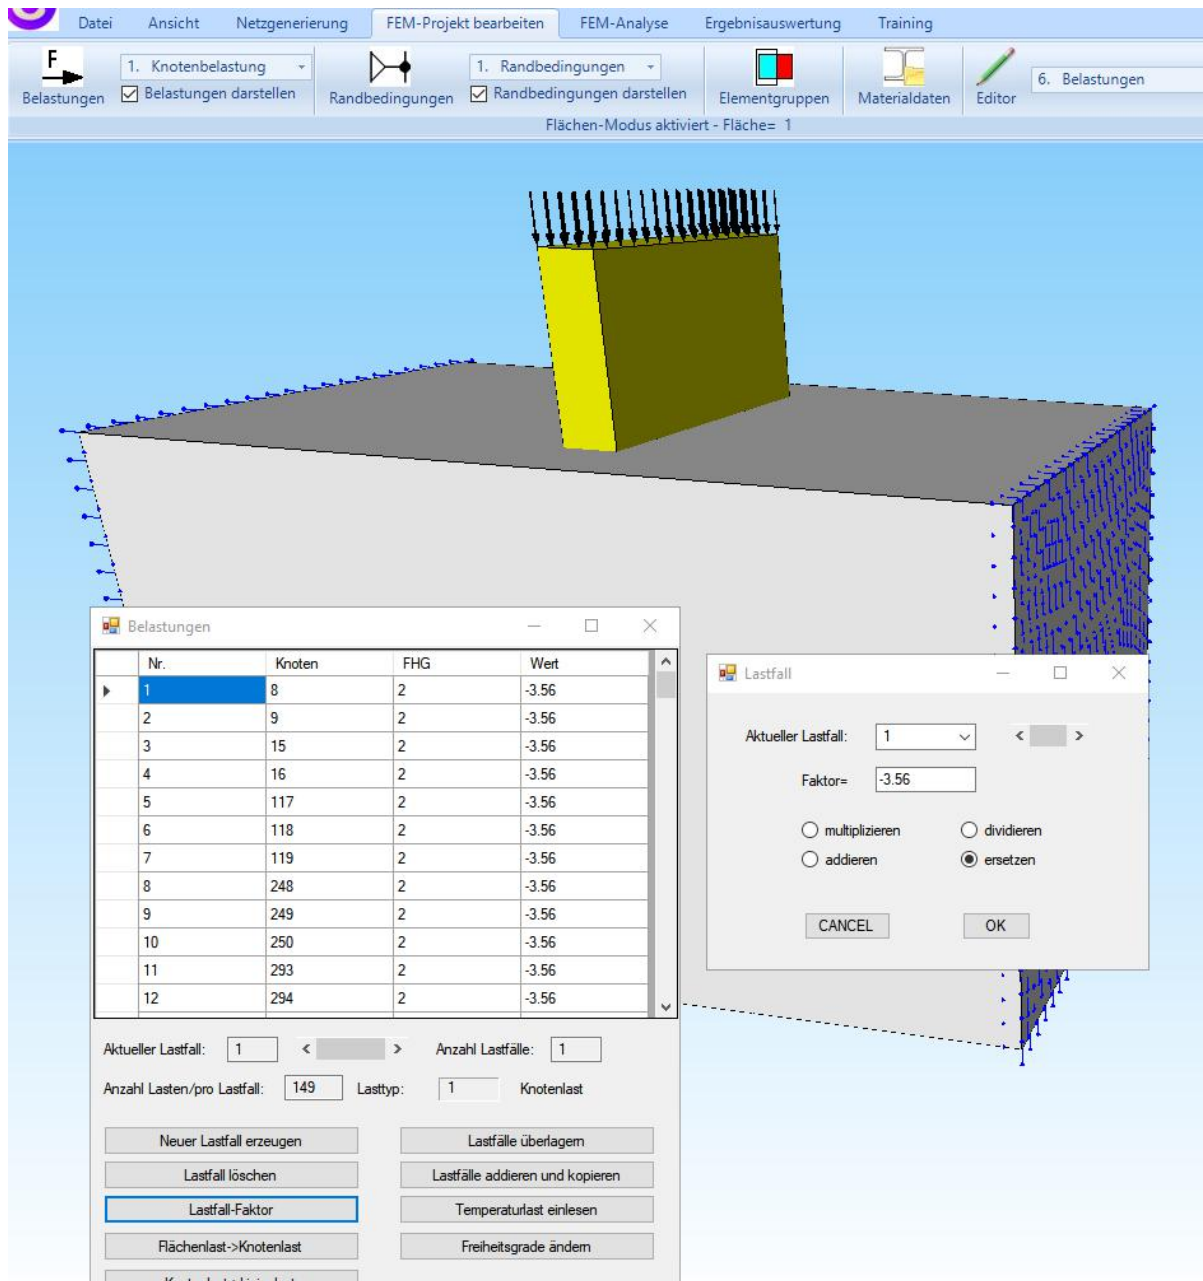 Datei Ansicht Netzgenerierung FEM-Projekt bearbeiten FEM-Analyse Ergebnisauswertung Training
F 1. Knotenbelastung 1. Randbedingungen 6. Belastungen
Belastungen Belastungen darstellen Randbedingungen Randbedingungen darstellen Elementgruppen Materialdaten Editor
Flächen-Modus aktiviert - Fläche= 1
Belastungen
Nr. Knoten FHG Wert
1 8 2 -3.56
2 9 2 -3.56
3 15 2 -3.56
4 16 2 -3.56
5 117 2 -3.56
6 118 2 -3.56
7 119 2 -3.56
8 248 2 -3.56
9 249 2 -3.56
10 250 2 -3.56
11 293 2 -3.56
12 294 2 -3.56
Aktueller Lastfall: 1 < > Anzahl Lastfälle: 1
Anzahl Lasten/pro Lastfall: 149 Lasttyp: 1 Knotenlast
Neuer Lastfall erzeugen Lastfälle überlagern
Lastfall löschen Lastfälle addieren und kopieren
Lastfall-Faktor Temperaturlast einlesen
Flächenlast->Knotenlast Freiheitsgrade ändern
Lastfall
Aktueller Lastfall: 1 < >
Faktor= -3.56
multiplizieren dividieren
addieren ersetzen
CANCEL OK